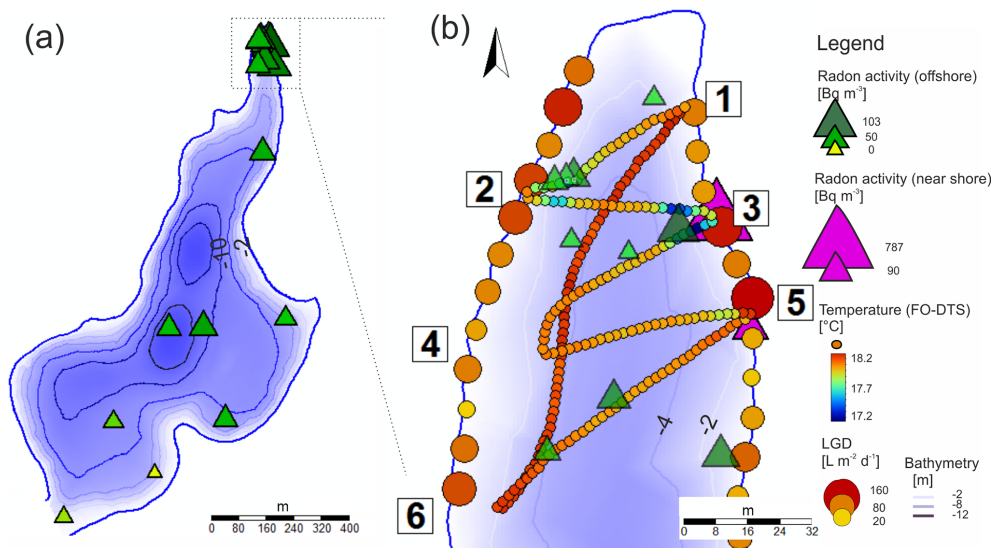 (a)
-10
-2
m
0 80 160 240 320 400
(b)
1
2
3
4
5
6
-4
-2
m
0 8 16 24 32
Legend
Radon activity (offshore)
[Bq m⁻³]
103
50
0
Radon activity (near shore)
[Bq m⁻³]
787
90
Temperature (FO-DTS)
[°C]
18.2
17.7
17.2
LGD
[L m⁻² d⁻¹]
160
80
20
Bathymetry
[m]
-2
-8
-12